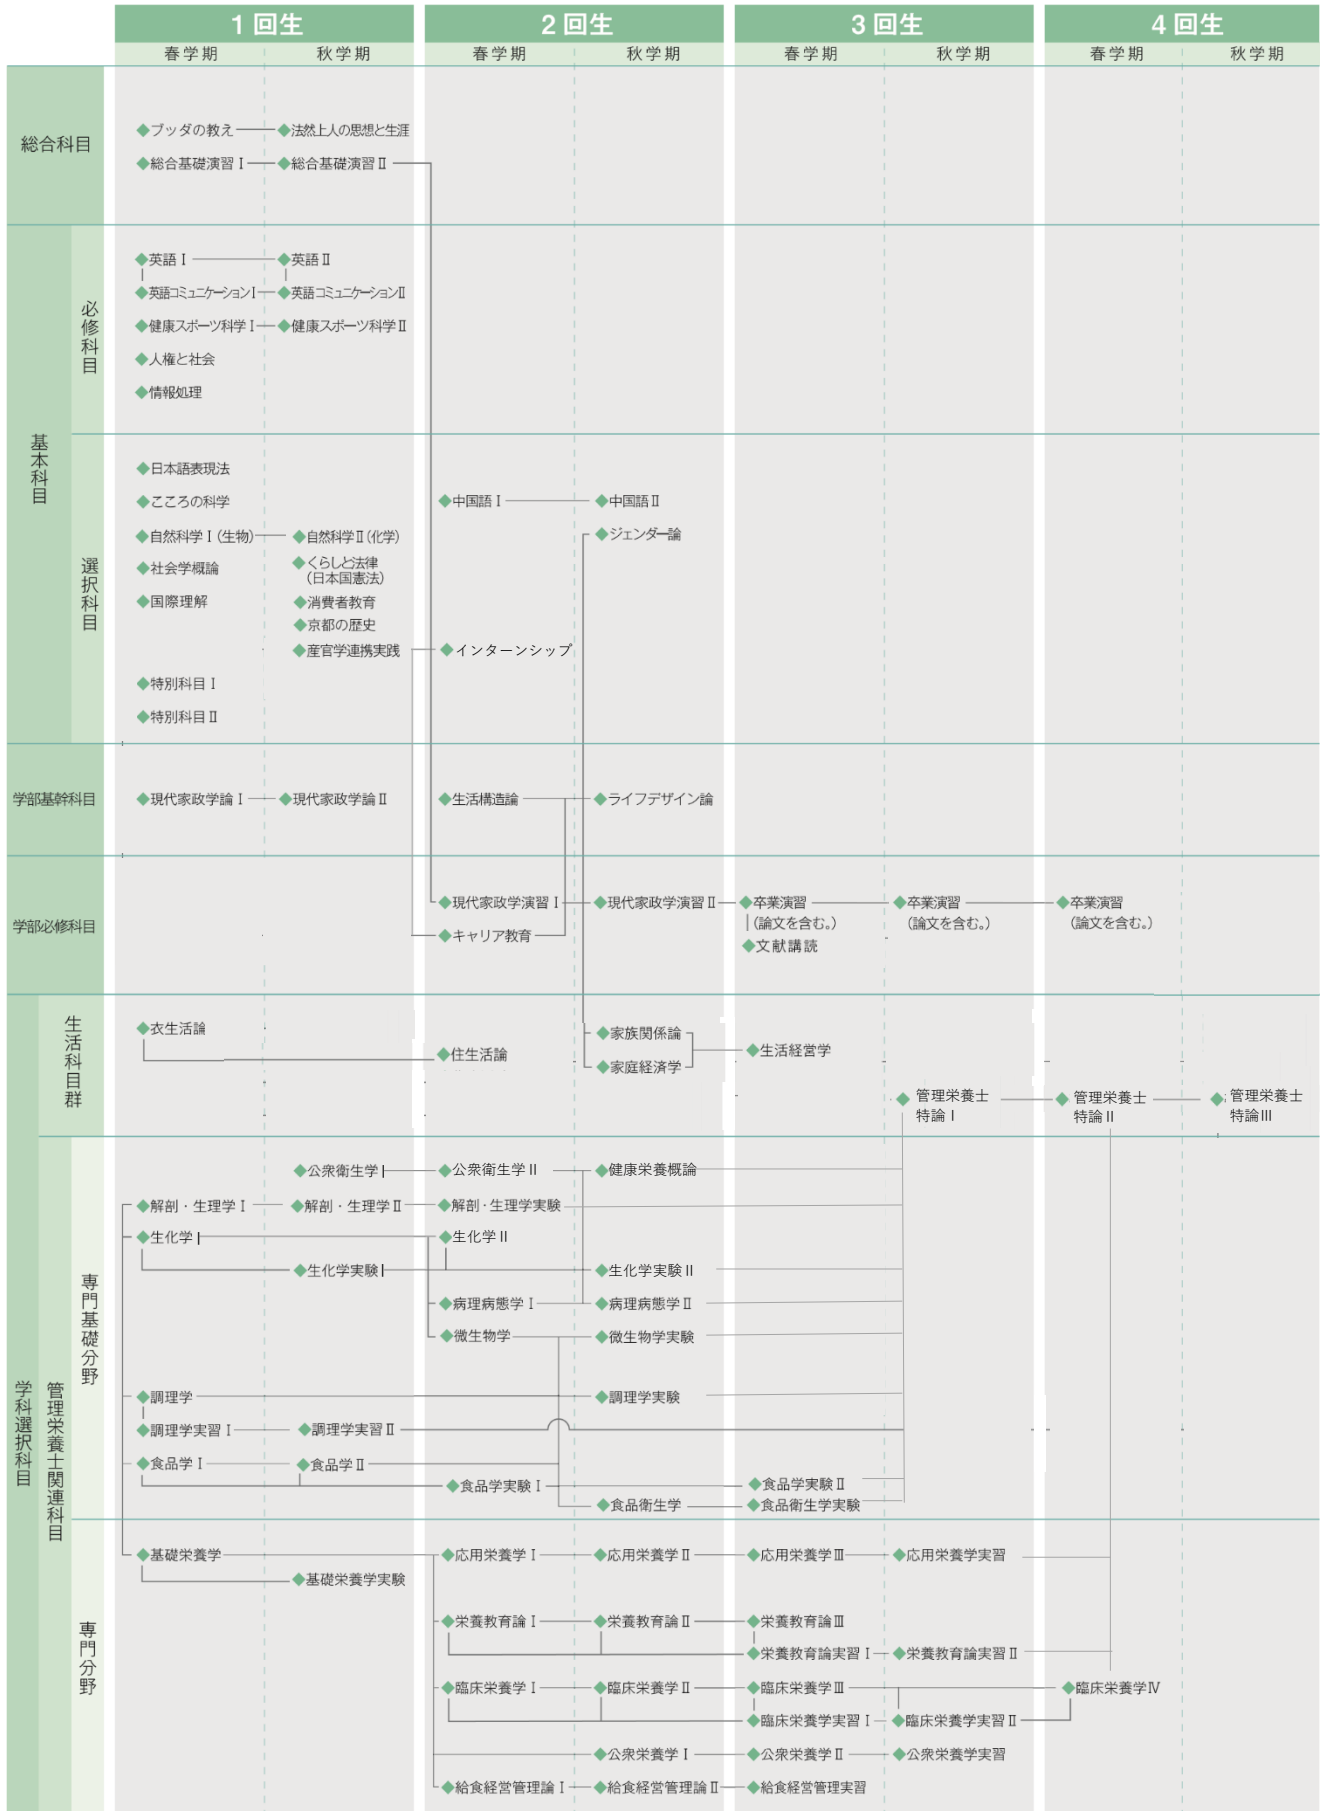 1回生 2回生 3回生 4回生
春学期 秋学期 春学期 秋学期 春学期 秋学期 春学期 秋学期
総合科目
ブッダの教え 法然上人の思想と生涯
総合基礎演習Ⅰ 総合基礎演習Ⅱ
基本科目
必修科目
英語Ⅰ 英語Ⅱ
英語コミュニケーションⅠ 英語コミュニケーションⅡ
健康スポーツ科学Ⅰ 健康スポーツ科学Ⅱ
人権と社会
情報処理
選択科目
日本語表現法
こころの科学 中国語Ⅰ 中国語Ⅱ
自然科学Ⅰ(生物) 自然科学Ⅱ(化学) ジェンダー論
社会学概論 くらしと法律
(日本国憲法)
国際理解 消費者教育
京都の歴史
産官学連携実践 インターンシップ
特別科目Ⅰ
特別科目Ⅱ
学部基幹科目
現代家政学論Ⅰ 現代家政学論Ⅱ 生活構造論 ライフデザイン論
学部必修科目
現代家政学演習Ⅰ 現代家政学演習Ⅱ 卒業演習 卒業演習 卒業演習
(論文を含む。) (論文を含む。) (論文を含む。)
キャリア教育 文献講読
学科選択科目
生活科目群
衣生活論 家族関係論
住生活論 生活経営学
家庭経済学
管理栄養士 管理栄養士 管理栄養士
特論Ⅰ 特論Ⅱ 特論Ⅲ
管理栄養士関連科目
専門基礎分野
公衆衛生学Ⅰ 公衆衛生学Ⅱ 健康栄養概論
解剖・生理学Ⅰ 解剖・生理学Ⅱ 解剖・生理学実験
生化学Ⅰ 生化学Ⅱ
生化学実験Ⅰ 生化学実験Ⅱ
病理病態学Ⅰ 病理病態学Ⅱ
微生物学 微生物学実験
調理学 調理学実験
調理学実習Ⅰ 調理学実習Ⅱ
食品学Ⅰ 食品学Ⅱ
食品学実験Ⅰ 食品学実験Ⅱ
食品衛生学 食品衛生学実験
専門分野
基礎栄養学 応用栄養学Ⅰ 応用栄養学Ⅱ 応用栄養学Ⅲ 応用栄養学実習
基礎栄養学実験
栄養教育論Ⅰ 栄養教育論Ⅱ 栄養教育論Ⅲ
栄養教育論実習Ⅰ 栄養教育論実習Ⅱ
臨床栄養学Ⅰ 臨床栄養学Ⅱ 臨床栄養学Ⅲ 臨床栄養学Ⅳ
臨床栄養学実習Ⅰ 臨床栄養学実習Ⅱ
公衆栄養学Ⅰ 公衆栄養学Ⅱ 公衆栄養学実習
給食経営管理論Ⅰ 給食経営管理論Ⅱ 給食経営管理実習